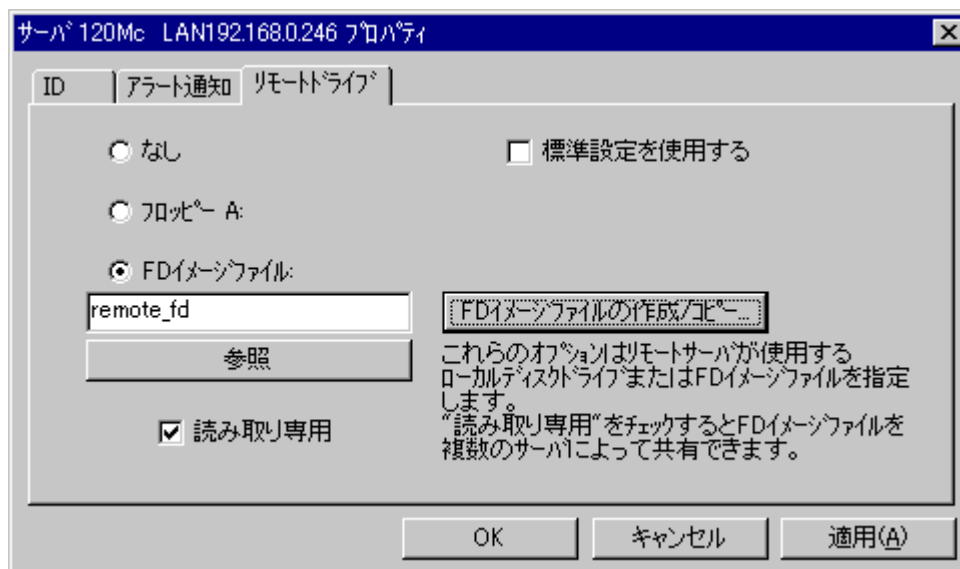 サーバ 120Mc LAN192.168.0.246 プロパティ
ID
アラート通知
リモートドライブ
なし
標準設定を使用する
フロッピー A:
FDイメージファイル:
remote_fd
FDイメージファイルの作成/コピー...
参照
これらのオプションはリモートサーバが使用する
ローカルディスクドライブまたはFDイメージファイルを指定
します。
"読み取り専用"をチェックするとFDイメージファイルを
複数のサーバによって共有できます。
読み取り専用
OK
キャンセル
適用(A)